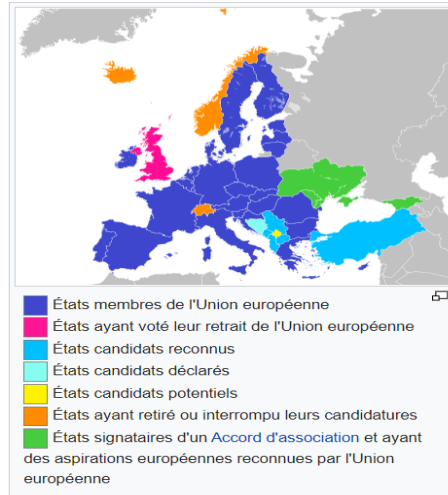 États membres de l'Union européenne
États ayant voté leur retrait de l'Union européenne
États candidats reconnus
États candidats déclarés
États candidats potentiels
États ayant retiré ou interrompu leurs candidatures
États signataires d'un Accord d'association et ayant
des aspirations européennes reconnues par l'Union
européenne